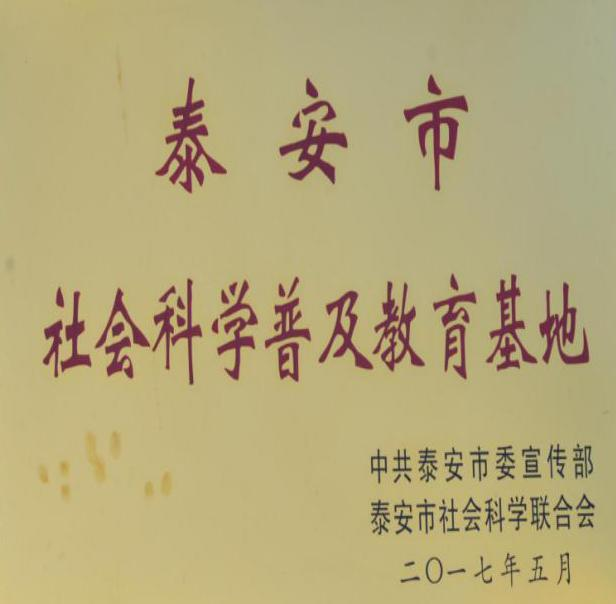 泰安市
社会科学普及教育基地
中共泰安市委宣传部
泰安市社会科学联合会
二〇一七年五月